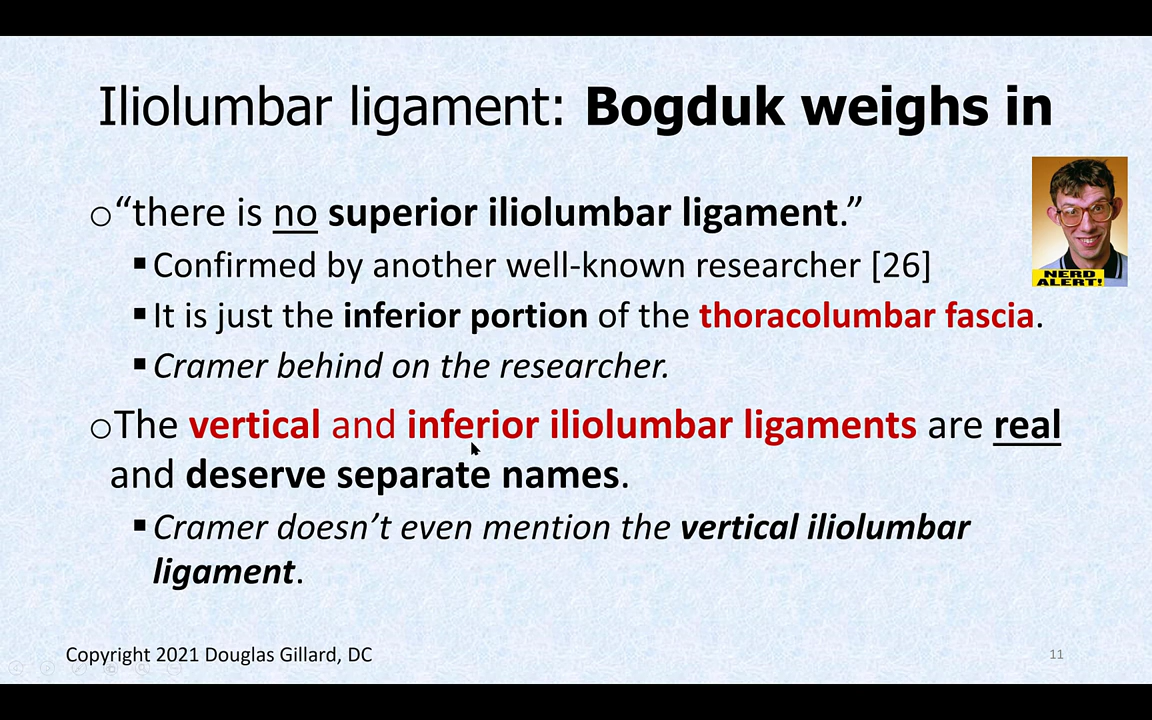 Iliolumbar ligament: Bogduk weighs in
o“there is no superior iliolumbar ligament.”
▪Confirmed by another well-known researcher [26]
▪It is just the inferior portion of the thoracolumbar fascia.
▪Cramer behind on the researcher.
oThe vertical and inferior iliolumbar ligaments are real
and deserve separate names.
▪Cramer doesn’t even mention the vertical iliolumbar
ligament.
NERD
ALERT!
Copyright 2021 Douglas Gillard, DC
11